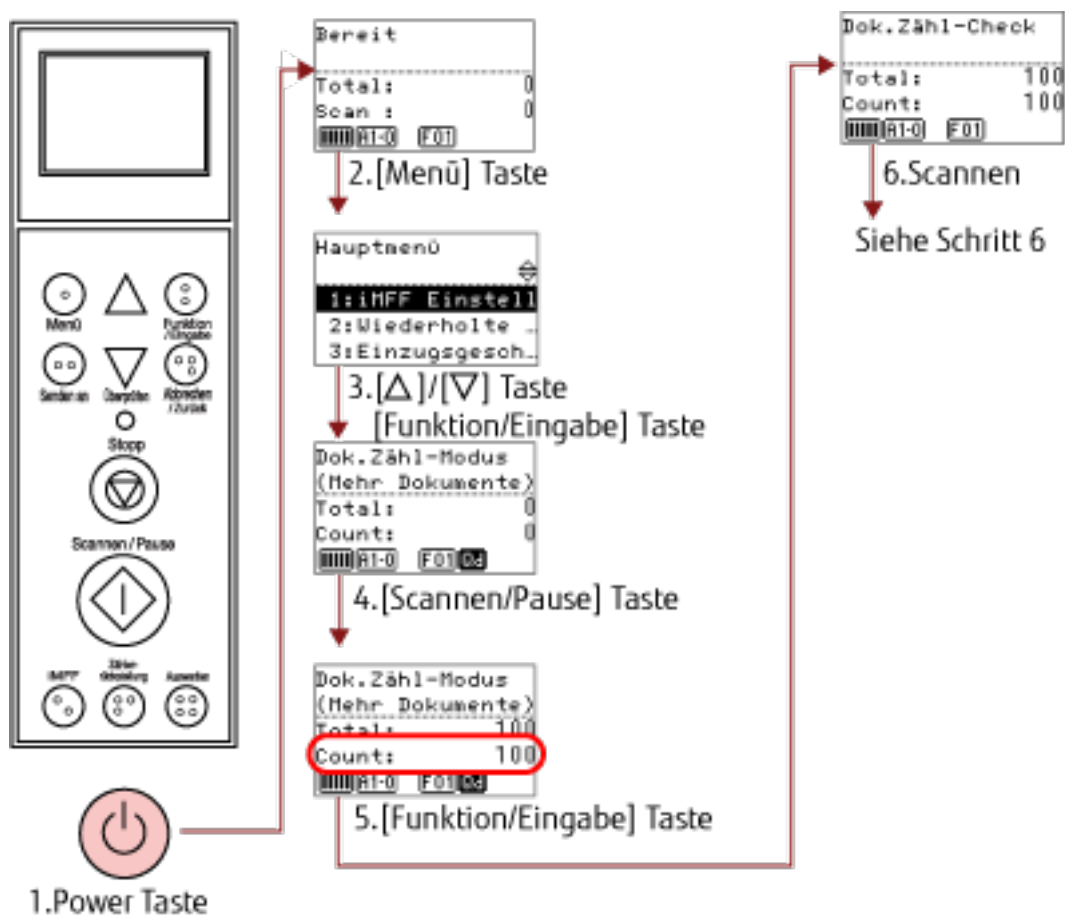 Menü
Funktion
/Eingabe
Senden an
Überprüfen
Abbrechen
/Zurück
Stopp
Scannen / Pause
iMFF
Auswerfen
1.Power Taste
Bereit
Total: 0
Scan : 0
A1-0 F01
2.[Menü] Taste
Hauptmenü
1:iMFF Einstell
2:Wiederholte …
3:Einzugsgesch…
3.[△]/[▽] Taste
[Funktion/Eingabe] Taste
Dok.Zähl-Modus
(Mehr Dokumente)
Total: 0
Count: 0
A1-0 F01
4.[Scannen/Pause] Taste
Dok.Zähl-Modus
(Mehr Dokumente)
Total: 100
Count: 100
A1-0 F01
5.[Funktion/Eingabe] Taste
Dok.Zähl-Check
Total: 100
Count: 100
A1-0 F01
6.Scannen
Siehe Schritt 6